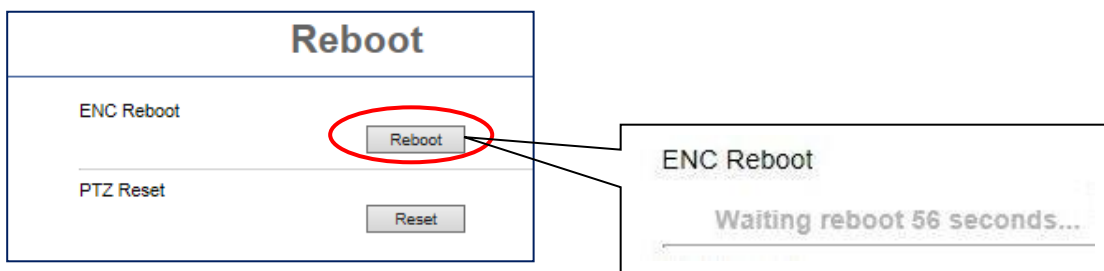 Reboot
ENC Reboot
Reboot
PTZ Reset
Reset
ENC Reboot
Waiting reboot 56 seconds...